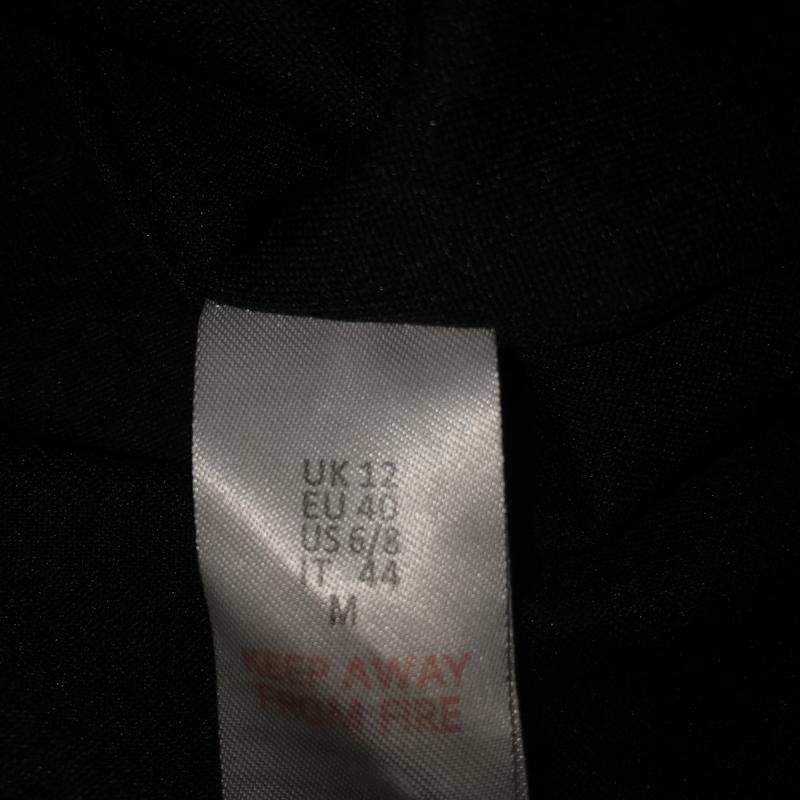 UK 12
EU 40
US 6/8
IT 44
M
KEEP AWAY
FROM FIRE